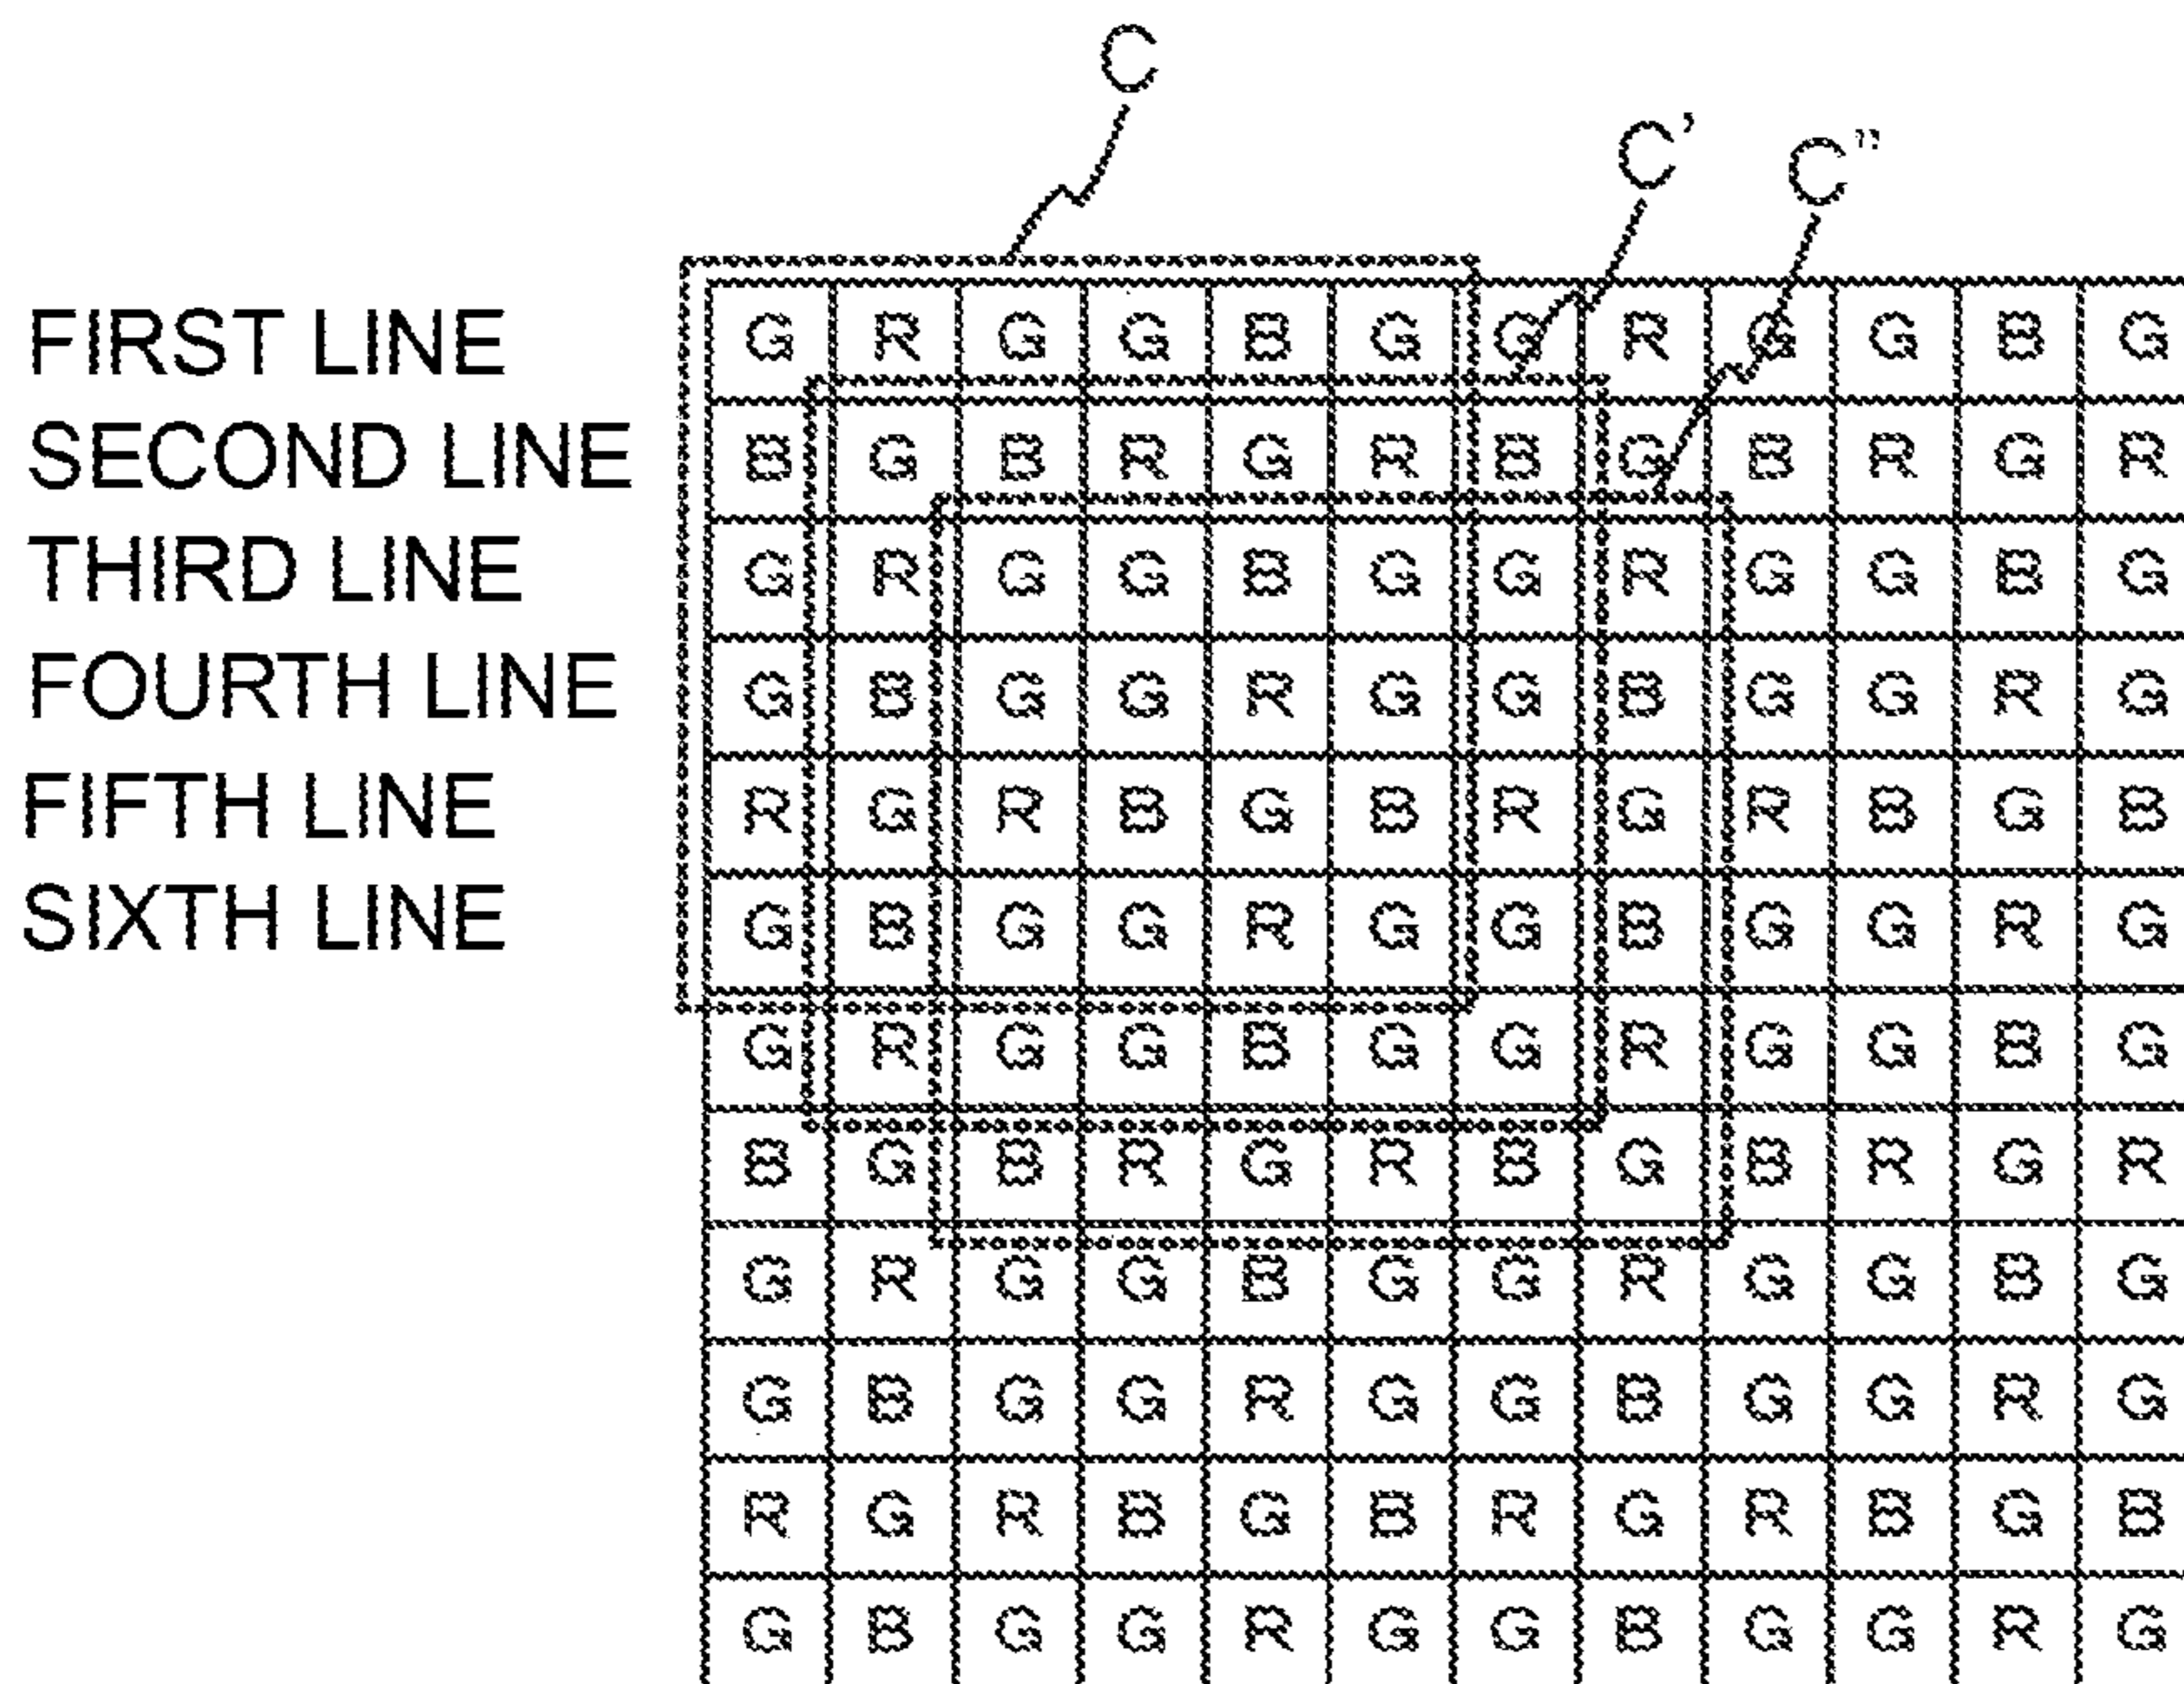 C
C'
C"
FIRST LINE G R G G B G G R G G B G
SECOND LINE B G B R G R B G B R G R
THIRD LINE G R G G B G G R G G B G
FOURTH LINE G B G G R G G B G G R G
FIFTH LINE R G R B G B R G R B G B
SIXTH LINE G B G G R G G B G G R G
G R G G B G G R G G B G
B G B R G R B G B R G R
G R G G B G G R G G B G
G B G G R G G B G G R G
R G R B G B R G R B G B
G B G G R G G B G G R G